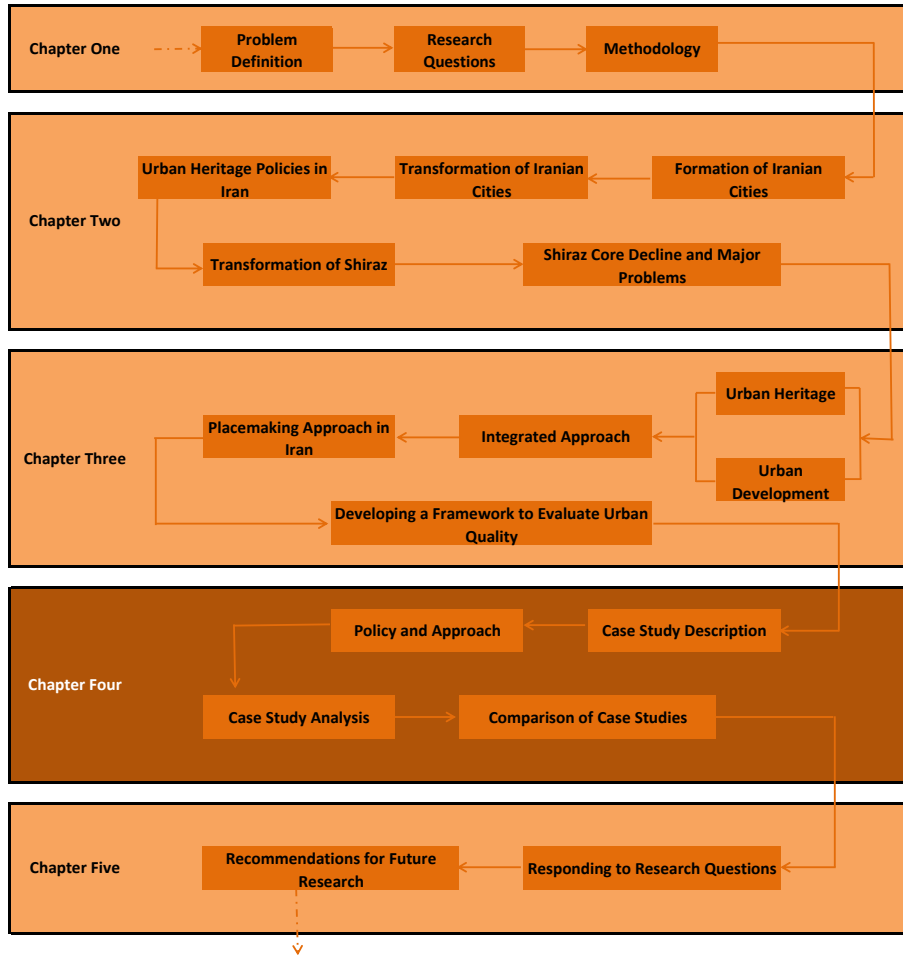 Chapter One
Problem
Definition
Research
Questions
Methodology
Chapter Two
Urban Heritage Policies in
Iran
Transformation of Iranian
Cities
Formation of Iranian
Cities
Transformation of Shiraz
Shiraz Core Decline and Major
Problems
Chapter Three
Urban Heritage
Placemaking Approach in
Iran
Integrated Approach
Urban
Development
Developing a Framework to Evaluate Urban
Quality
Chapter Four
Policy and Approach
Case Study Description
Case Study Analysis
Comparison of Case Studies
Chapter Five
Recommendations for Future
Research
Responding to Research Questions